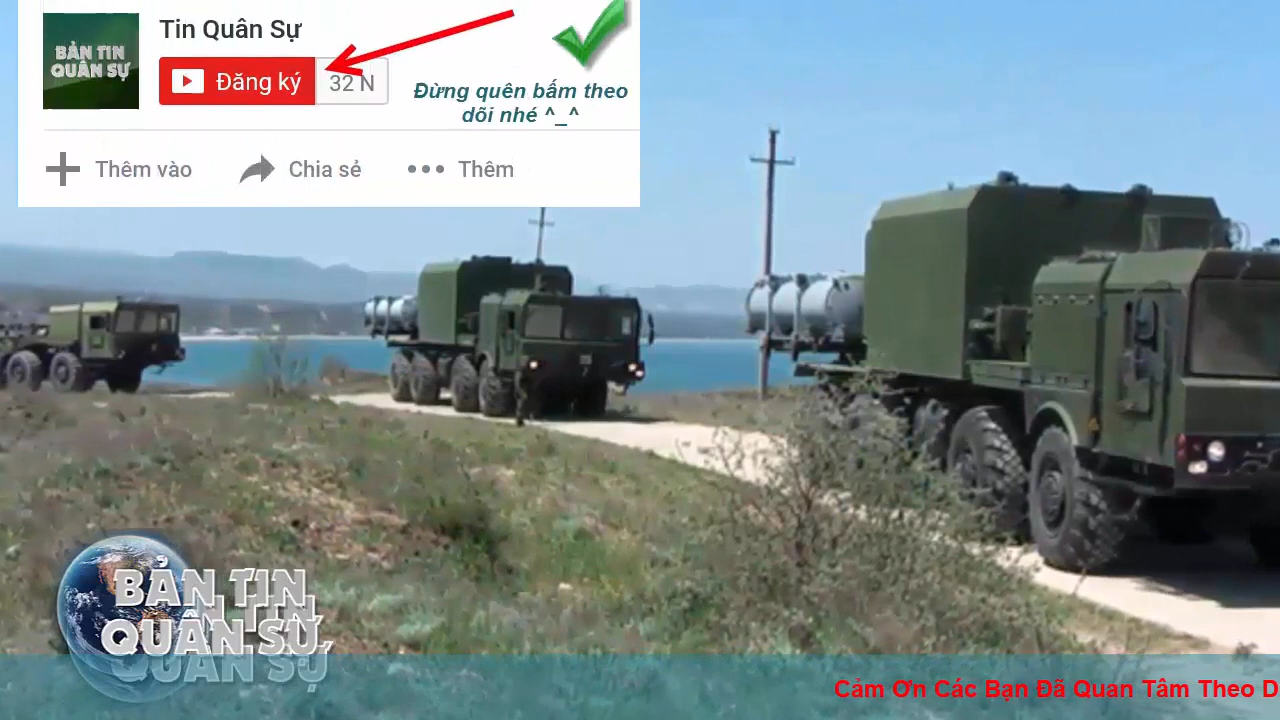 BẢN TIN
QUÂN SỰ
Tin Quân Sự
Đăng ký
32 N
Đừng quên bấm theo
dõi nhé ^_^
Thêm vào
Chia sẻ
Thêm
BẢN TIN
QUÂN SỰ
Cảm Ơn Các Bạn Đã Quan Tâm Theo D